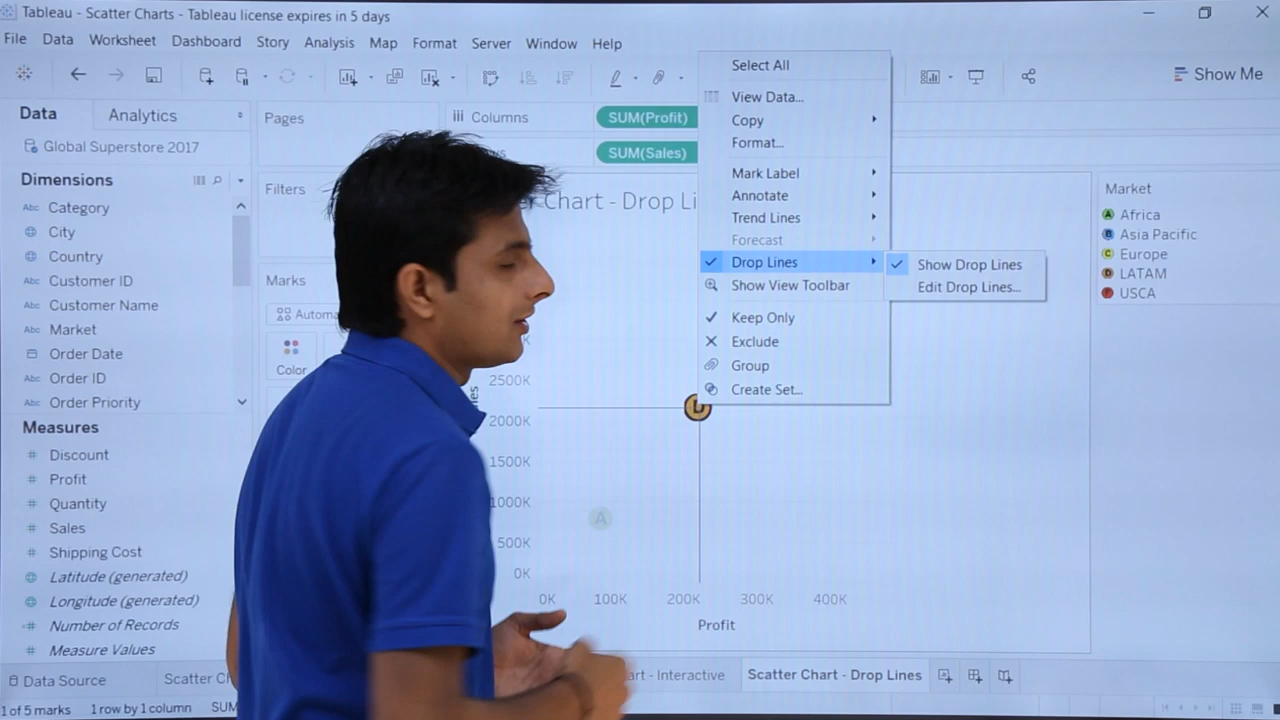 Tableau - Scatter Charts - Tableau license expires in 5 days
File Data Worksheet Dashboard Story Analysis Map Format Server Window Help
Show Me
Data Analytics
Global Superstore 2017
Dimensions
Abc Category
City
Country
Abc Customer ID
Abc Customer Name
Abc Market
Order Date
Abc Order ID
Abc Order Priority
Measures
# Discount
# Profit
# Quantity
# Sales
# Shipping Cost
Latitude (generated)
Longitude (generated)
Number of Records
# Measure Values
Pages
Filters
Marks
Color
Columns
SUM(Profit)
SUM(Sales)
Chart - Drop Li
Select All
View Data...
Copy
Format...
Mark Label
Annotate
Trend Lines
Forecast
Drop Lines
Show View Toolbar
Keep Only
Exclude
Group
Create Set...
Show Drop Lines
Edit Drop Lines...
Market
A Africa
B Asia Pacific
C Europe
D LATAM
F USCA
2500K
2000K
1500K
1000K
500K
0K
D
A
0K 100K 200K 300K 400K
Profit
Data Source
Scatter Ch
rt - Interactive
Scatter Chart - Drop Lines
1 of 5 marks 1 row by 1 column SUM